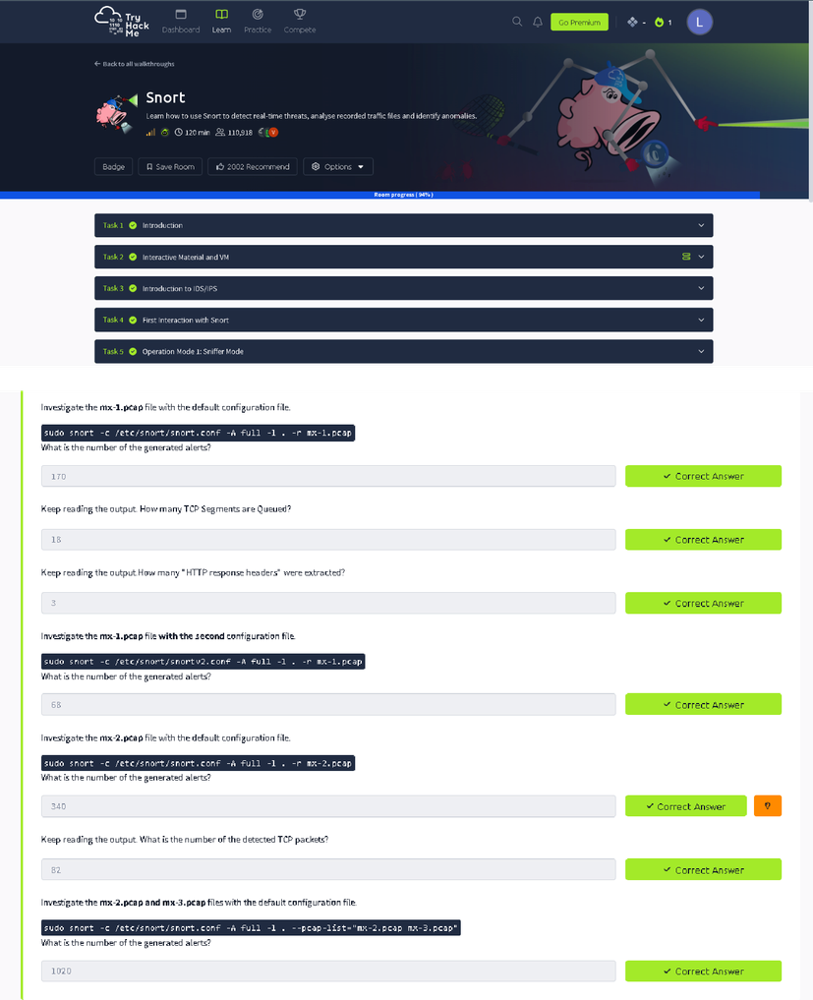 Try
Hack
Me
Dashboard
Learn
Practice
Compete
Go Premium
-
1
L
← Back to all walkthroughs
Snort
Learn how to use Snort to detect real-time threats, analyse recorded traffic files and identify anomalies.
120 min
110,918
V
Badge
Save Room
2002 Recommend
Options
Room progress ( 94% )
Task 1 Introduction
Task 2 Interactive Material and VM
Task 3 Introduction to IDS/IPS
Task 4 First Interaction with Snort
Task 5 Operation Mode 1: Sniffer Mode
Investigate the mx-1.pcap file with the default configuration file.
sudo snort -c /etc/snort/snort.conf -A full -l . -r mx-1.pcap
What is the number of the generated alerts?
170
Correct Answer
Keep reading the output. How many TCP Segments are Queued?
18
Correct Answer
Keep reading the output.How many "HTTP response headers" were extracted?
3
Correct Answer
Investigate the mx-1.pcap file with the second configuration file.
sudo snort -c /etc/snort/snortv2.conf -A full -l . -r mx-1.pcap
What is the number of the generated alerts?
68
Correct Answer
Investigate the mx-2.pcap file with the default configuration file.
sudo snort -c /etc/snort/snort.conf -A full -l . -r mx-2.pcap
What is the number of the generated alerts?
340
Correct Answer
Keep reading the output. What is the number of the detected TCP packets?
82
Correct Answer
Investigate the mx-2.pcap and mx-3.pcap files with the default configuration file.
sudo snort -c /etc/snort/snort.conf -A full -l . --pcap-list="mx-2.pcap mx-3.pcap"
What is the number of the generated alerts?
1020
Correct Answer